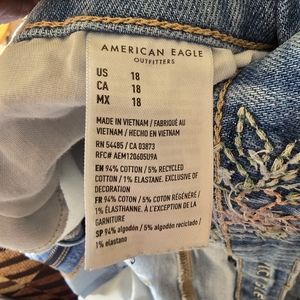 AMERICAN EAGLE
OUTFITTERS
US 18
CA 18
MX 18
MADE IN VIETNAM / FABRIQUÉ AU
VIETNAM / HECHO EN VIETNAM
RN 54485 / CA 03873
RFC# AEM120605U9A
EN 94% COTTON / 5% RECYCLED
COTTON / 1% ELASTANE. EXCLUSIVE OF
DECORATION
FR 94% COTON / 5% COTON RÉGÉNÉRÉ /
1% ÉLASTHANNE. À L'EXCEPTION DE LA
GARNITURE
SP 94% algodón / 5% algodón reciclado /
1% elastano